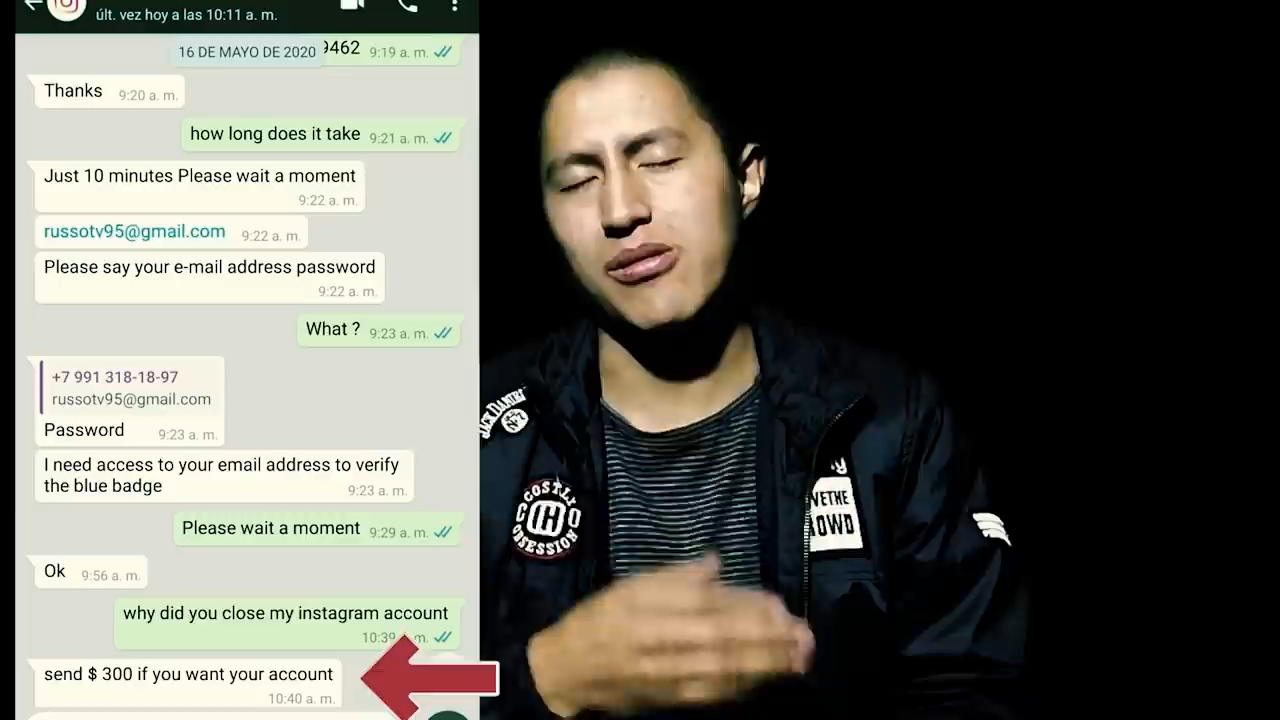 últ. vez hoy a las 10:11 a. m.
16 DE MAYO DE 2020
9462 9:19 a. m.
Thanks 9:20 a. m.
how long does it take 9:21 a. m.
Just 10 minutes Please wait a moment
9:22 a. m.
russotv95@gmail.com 9:22 a. m.
Please say your e-mail address password
9:22 a. m.
What ? 9:23 a. m.
+7 991 318-18-97
russotv95@gmail.com
Password 9:23 a. m.
I need access to your email address to verify
the blue badge 9:23 a. m.
Please wait a moment 9:29 a. m.
Ok 9:56 a. m.
why did you close my instagram account
10:39 m.
send $ 300 if you want your account
10:40 a. m.
JACK DANIEL
COSTLY
OBSESSION
VETHE
OWD